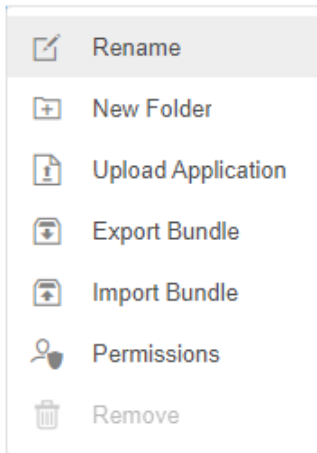 Rename
New Folder
Upload Application
Export Bundle
Import Bundle
Permissions
Remove